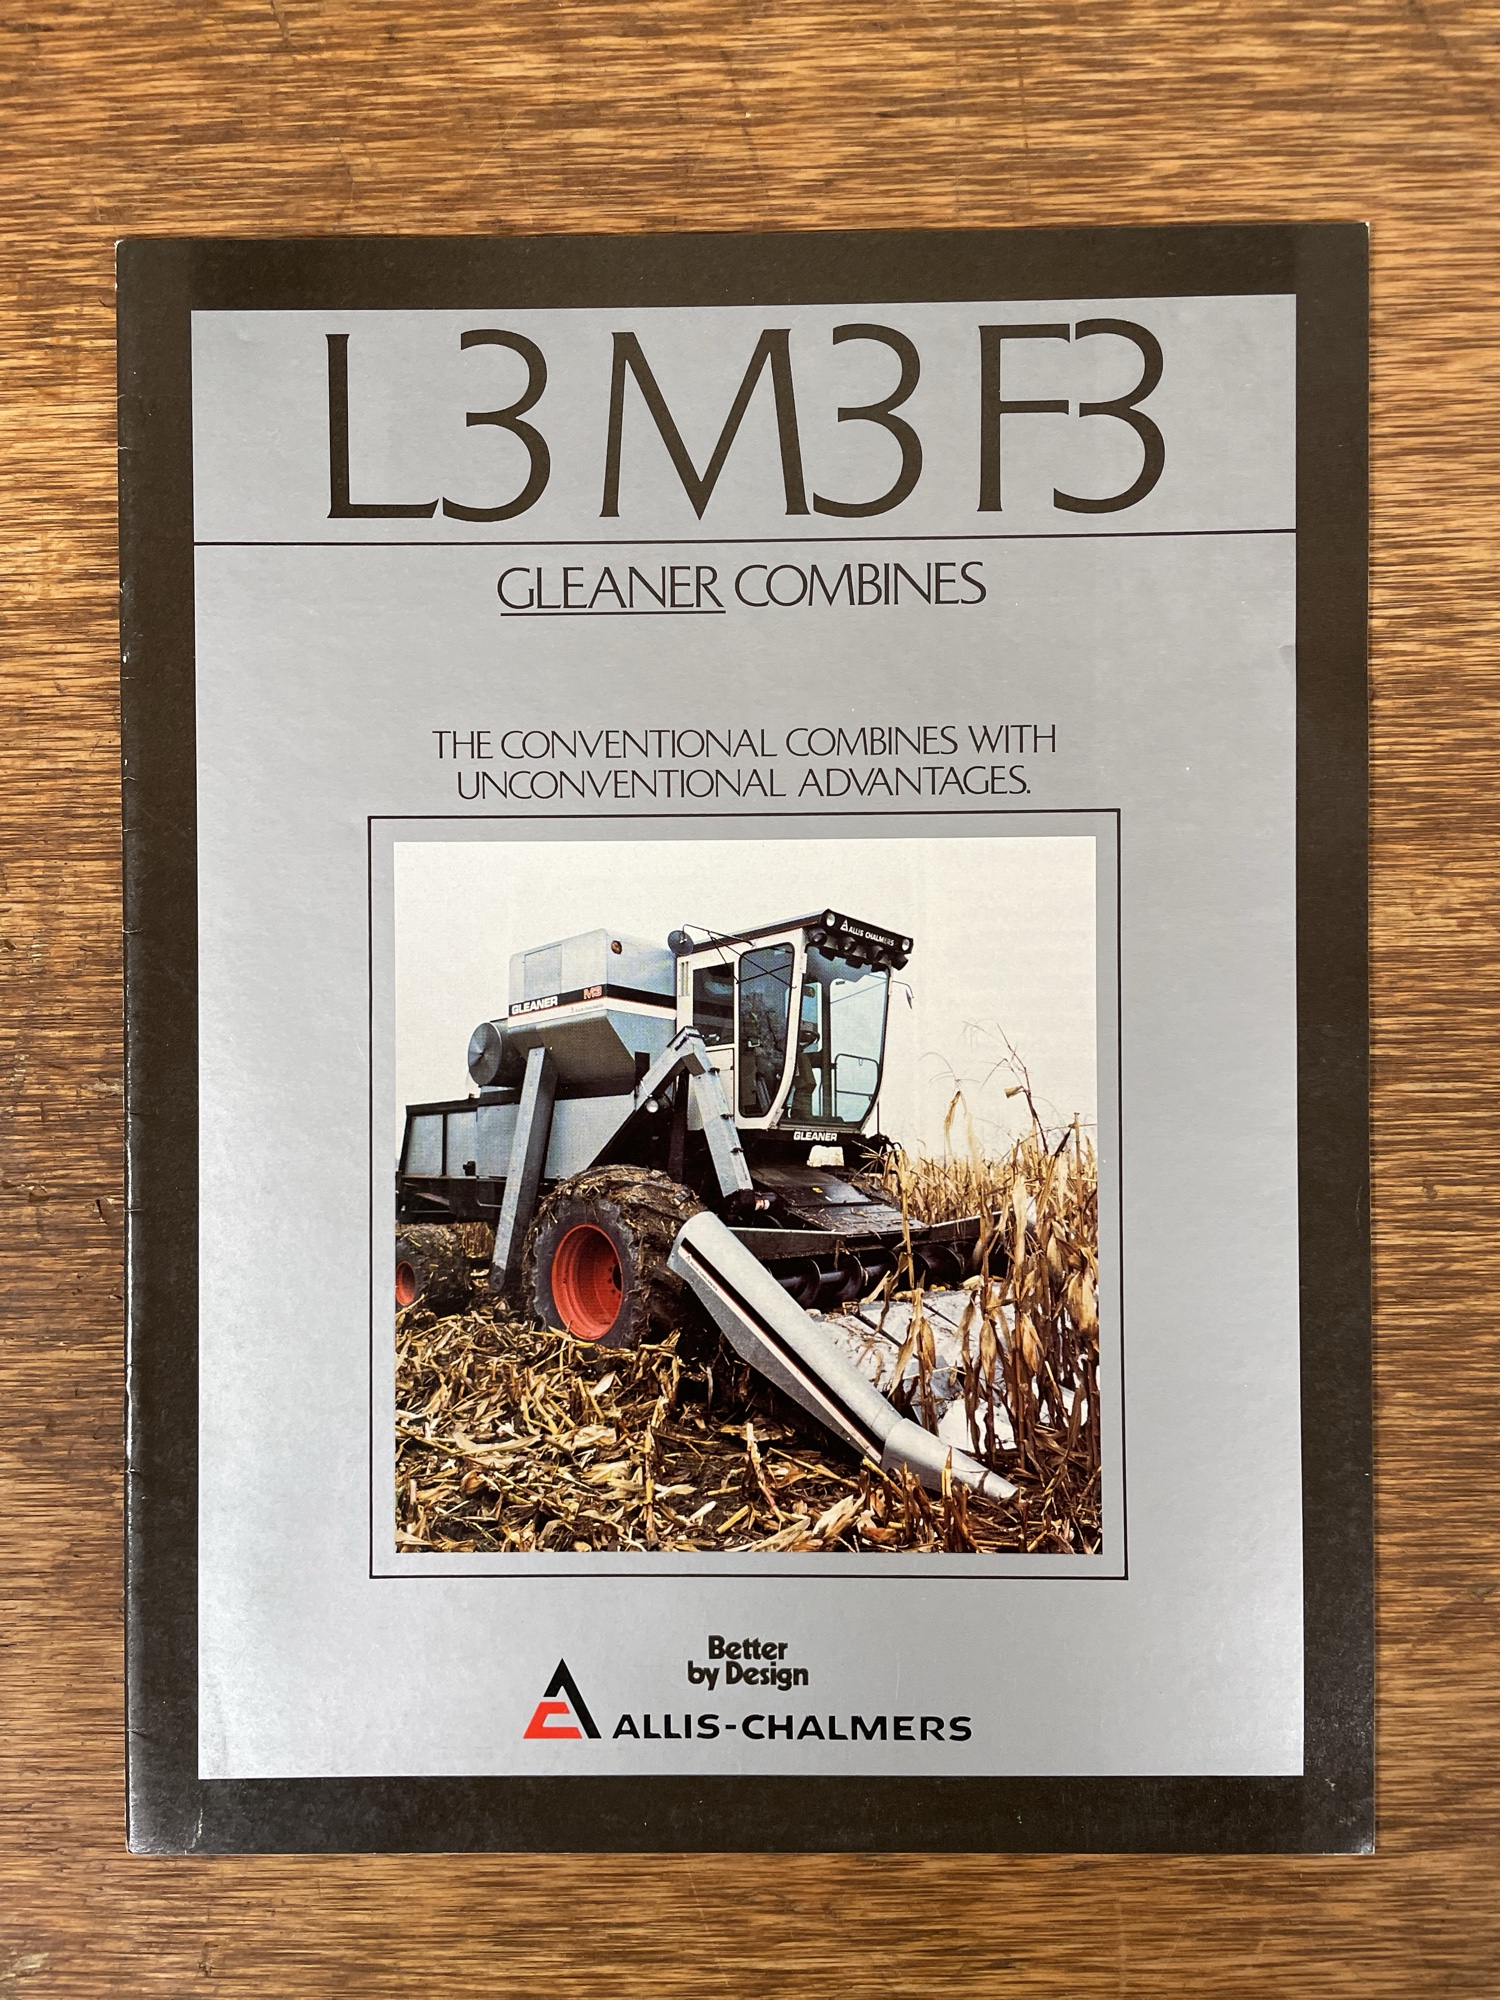 L3 M3 F3
GLEANER COMBINES
THE CONVENTIONAL COMBINES WITH
UNCONVENTIONAL ADVANTAGES.
ALLIS CHALMERS
GLEANER M3
GLEANER
Better
by Design
ALLIS-CHALMERS